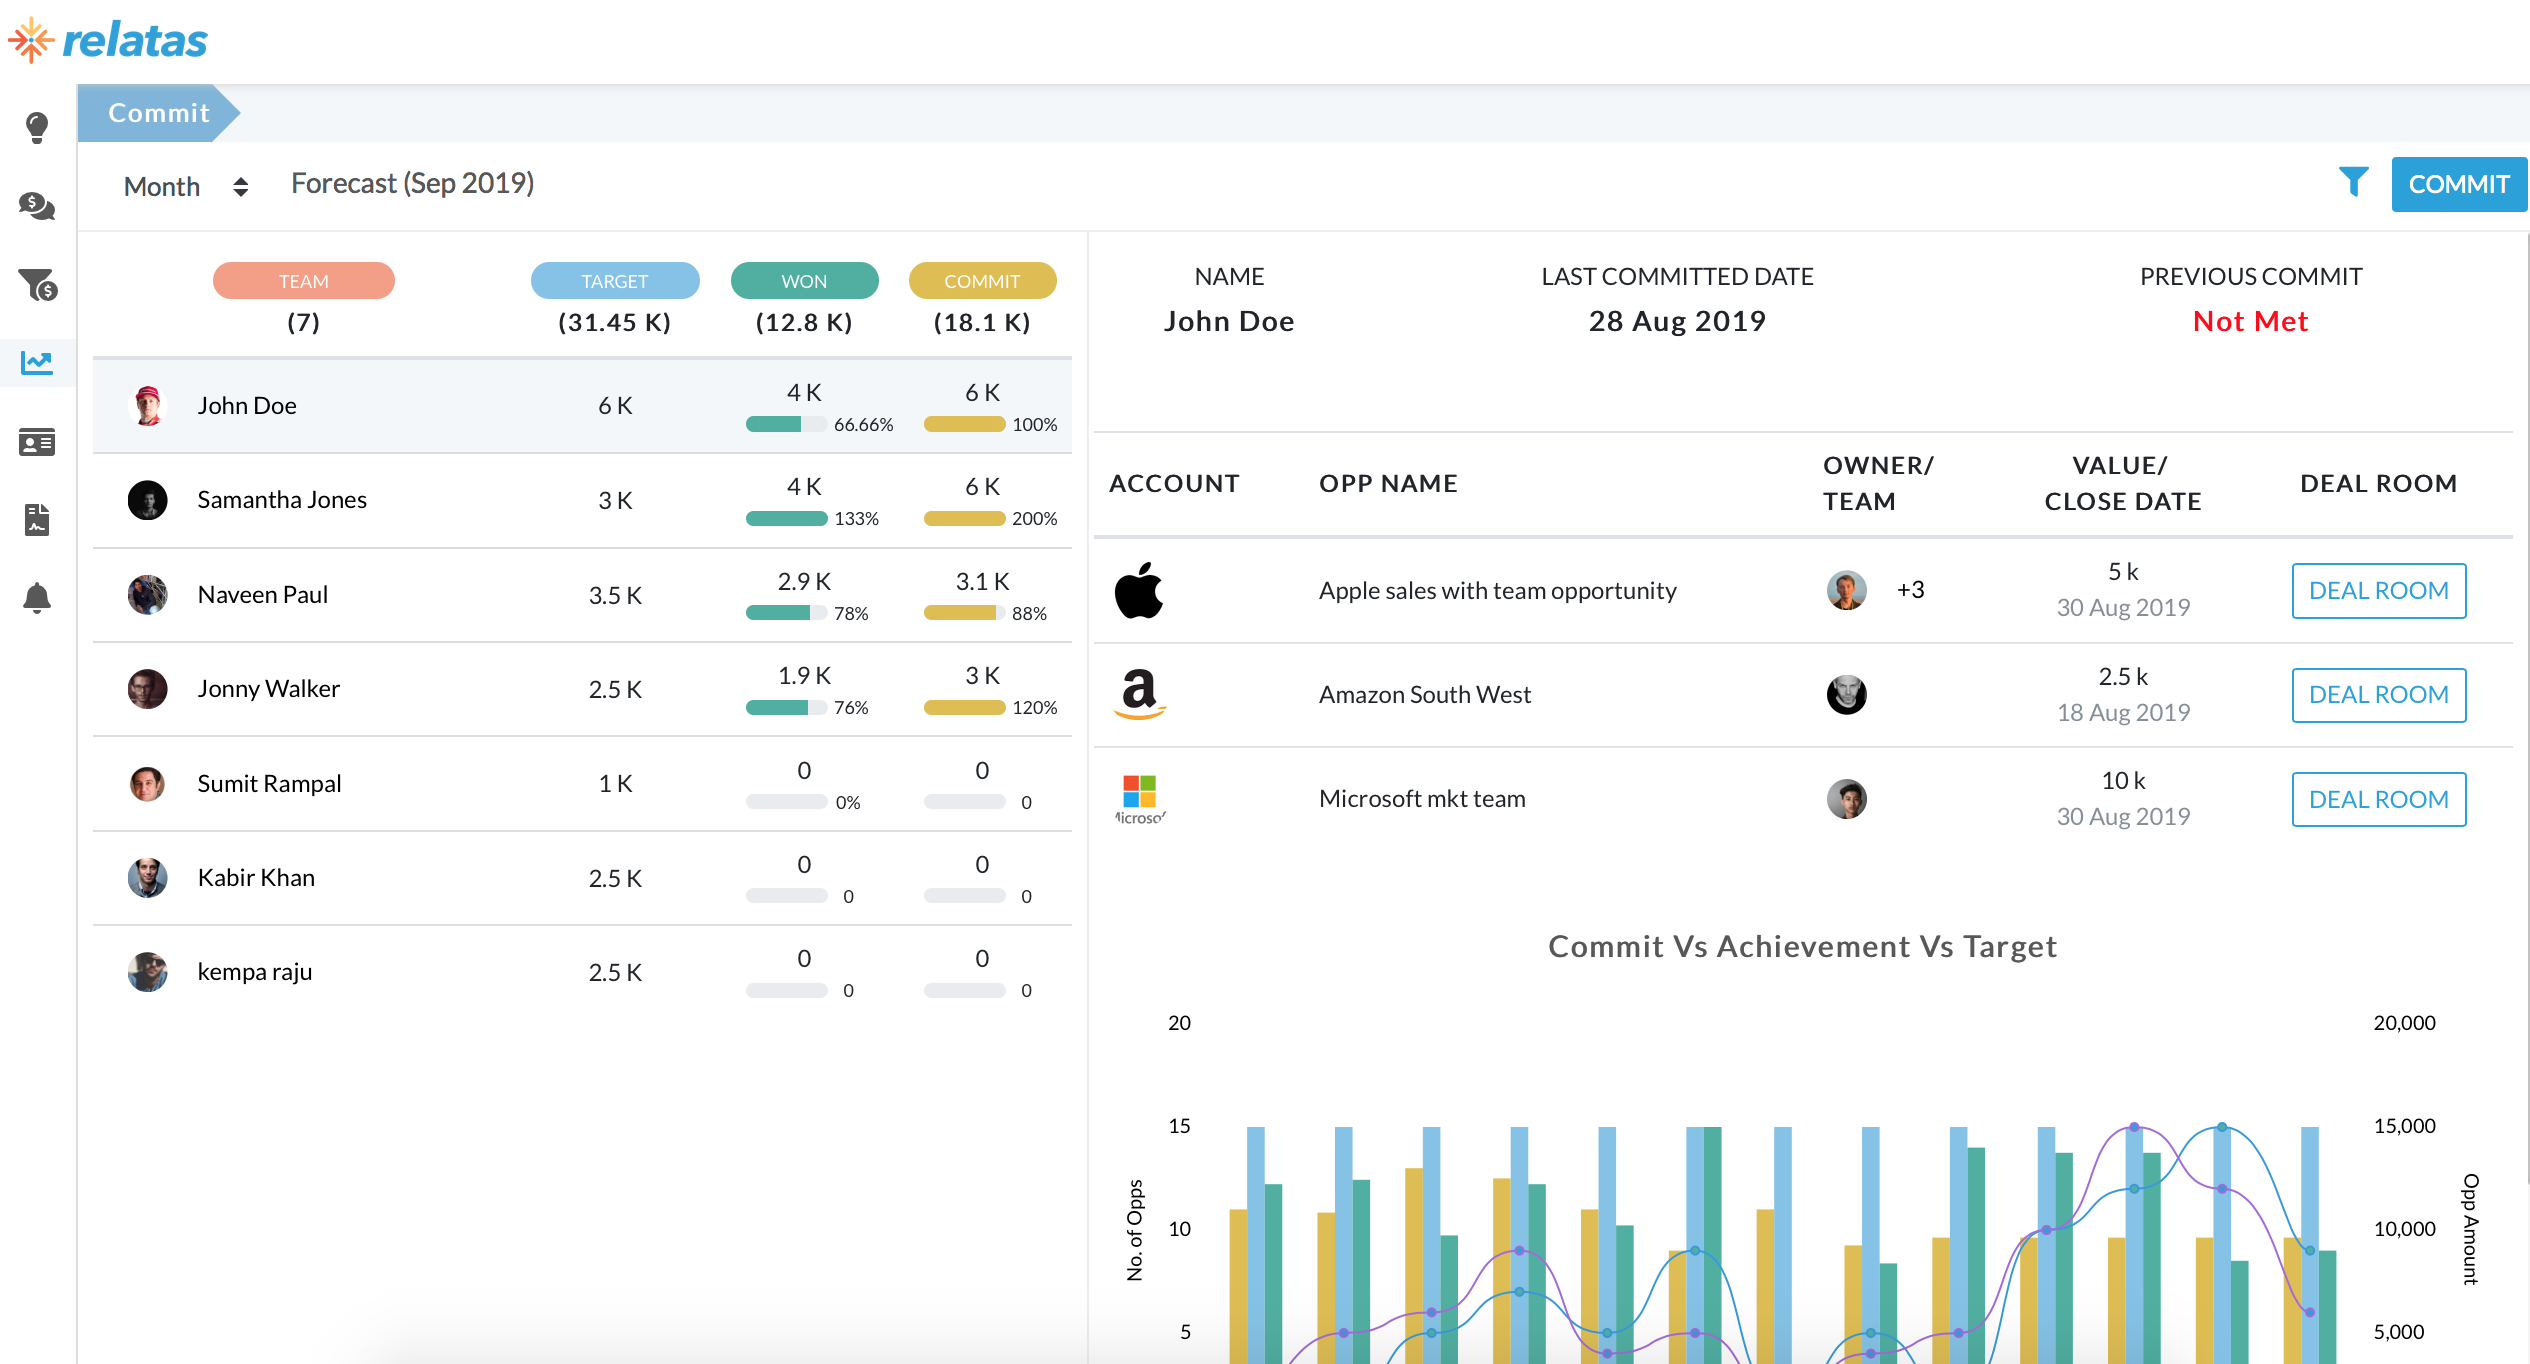 relatas
Commit
Month
Forecast (Sep 2019)
COMMIT
TEAM TARGET WON COMMIT
(7) (31.45 K) (12.8 K) (18.1 K)
John Doe 6 K 4 K 66.66% 6 K 100%
Samantha Jones 3 K 4 K 133% 6 K 200%
Naveen Paul 3.5 K 2.9 K 78% 3.1 K 88%
Jonny Walker 2.5 K 1.9 K 76% 3 K 120%
Sumit Rampal 1 K 0 0% 0 0
Kabir Khan 2.5 K 0 0 0 0
kempa raju 2.5 K 0 0 0 0
NAME LAST COMMITTED DATE PREVIOUS COMMIT
John Doe 28 Aug 2019 Not Met
ACCOUNT OPP NAME OWNER/ TEAM VALUE/ CLOSE DATE DEAL ROOM
Apple sales with team opportunity +3 5 k 30 Aug 2019 DEAL ROOM
Amazon South West 2.5 k 18 Aug 2019 DEAL ROOM
Microsoft mkt team 10 k 30 Aug 2019 DEAL ROOM
Commit Vs Achievement Vs Target
20 20,000
15 15,000
10 10,000
5 5,000
No. of Opps
Opp Amount